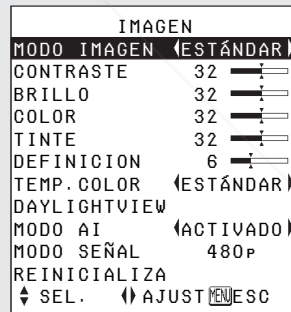 IMAGEN
MODO IMAGEN ESTÁNDAR
CONTRASTE 32
BRILLO 32
COLOR 32
TINTE 32
DEFINICION 6
TEMP.COLOR ESTÁNDAR
DAYLIGHTVIEW
MODO AI ACTIVADO
MODO SEÑAL 480P
REINICIALIZA
SEL. AJUST MENU ESC